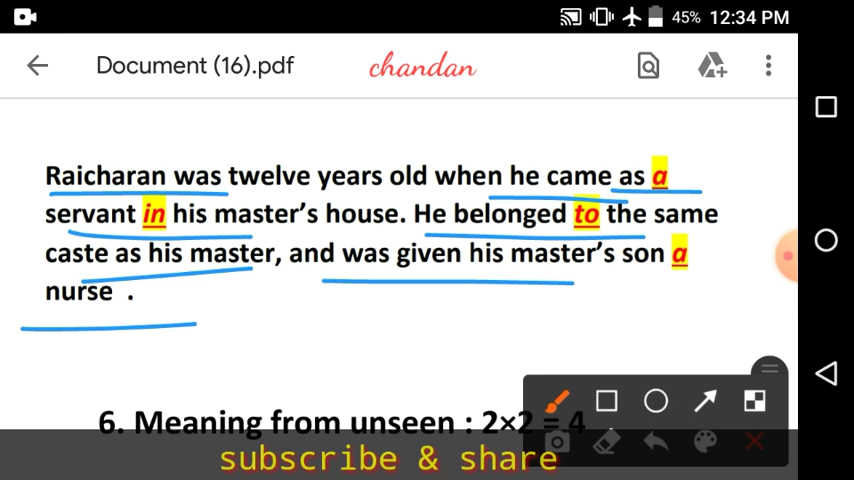 45% 12:34 PM
Document (16).pdf
chandan
Raicharan was twelve years old when he came as a
servant in his master's house. He belonged to the same
caste as his master, and was given his master's son a
nurse .
6. Meaning from unseen : 2×2 = 4
subscribe & share